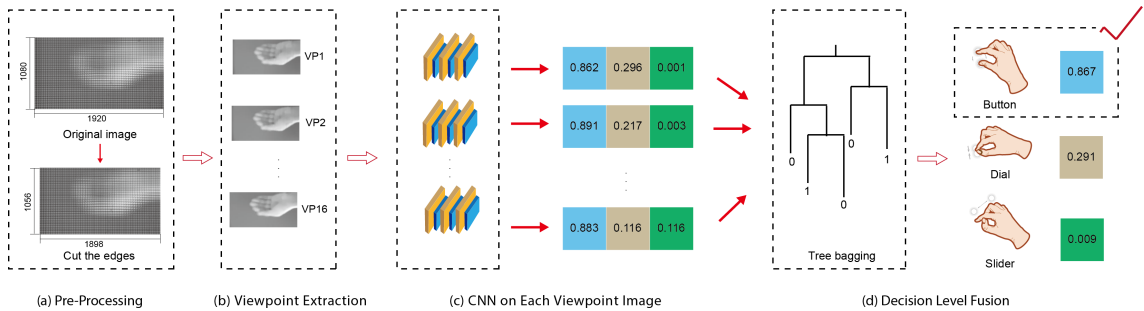 1080
1920
Original image
1056
1898
Cut the edges
(a) Pre-Processing
VP1
VP2
VP16
(b) Viewpoint Extraction
0.862 0.296 0.001
0.891 0.217 0.003
0.883 0.116 0.116
(c) CNN on Each Viewpoint Image
0
1
0
0
1
Tree bagging
Button
0.867
Dial
0.291
Slider
0.009
(d) Decision Level Fusion